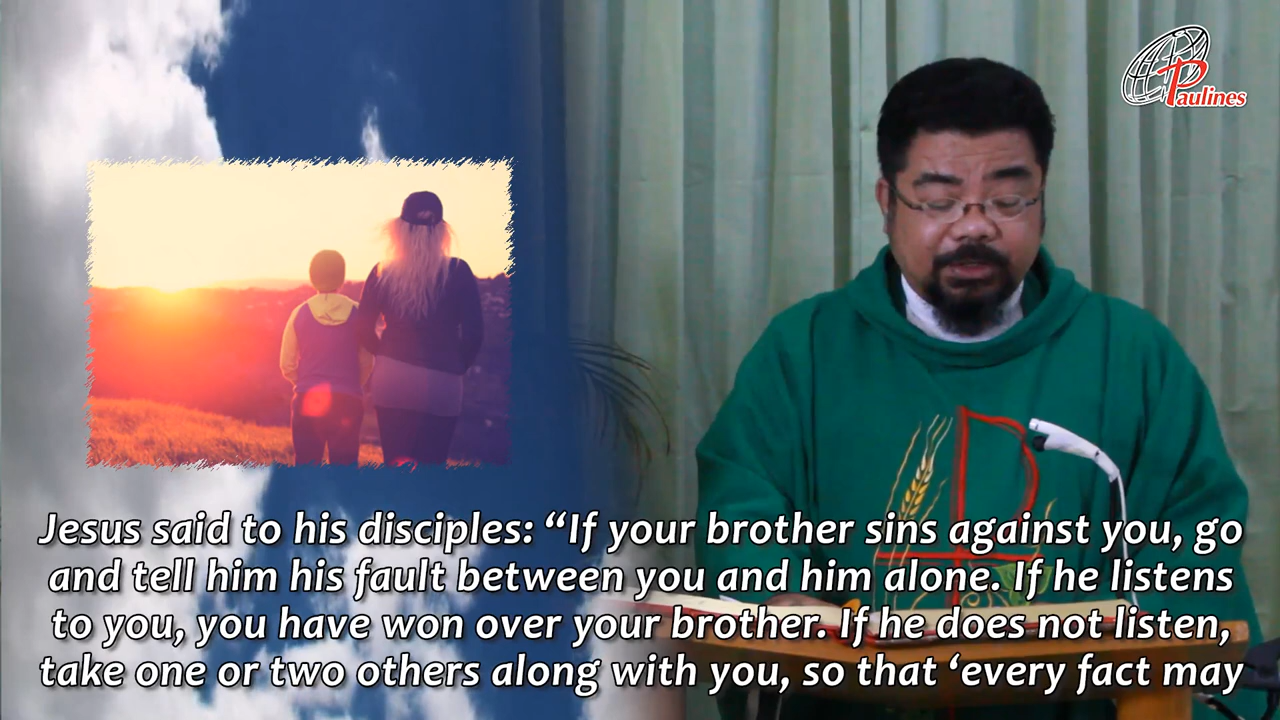 Paulines
Jesus said to his disciples: “If your brother sins against you, go
and tell him his fault between you and him alone. If he listens
to you, you have won over your brother. If he does not listen,
take one or two others along with you, so that ‘every fact may